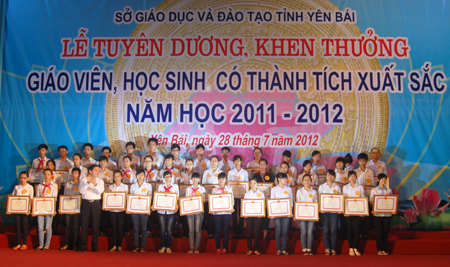 SỞ GIÁO DỤC VÀ ĐÀO TẠO TỈNH YÊN BÁI
LỄ TUYÊN DƯƠNG, KHEN THƯỞNG
GIÁO VIÊN, HỌC SINH CÓ THÀNH TÍCH XUẤT SẮC
NĂM HỌC 2011 - 2012
Yên Bái, ngày 28 tháng 7 năm 2012